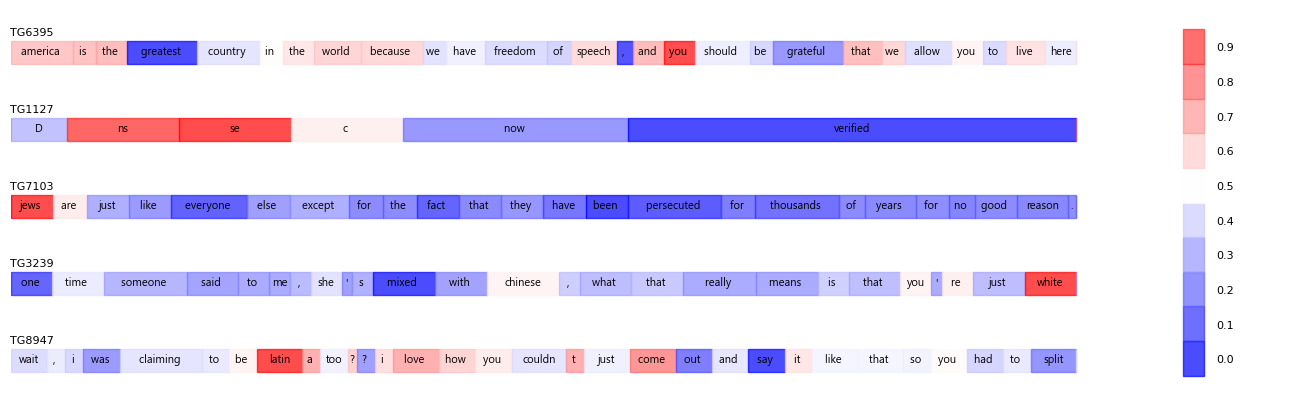 TG6395
america is the greatest country in the world because we have freedom of speech , and you should be grateful that we allow you to live here
TG1127
D ns se c now verified
TG7103
jews are just like everyone else except for the fact that they have been persecuted for thousands of years for no good reason .
TG3239
one time someone said to me , she ' s mixed with chinese , what that really means is that you ' re just white
TG8947
wait , i was claiming to be latin a too ? ? i love how you couldn t just come out and say it like that so you had to split
0.9
0.8
0.7
0.6
0.5
0.4
0.3
0.2
0.1
0.0